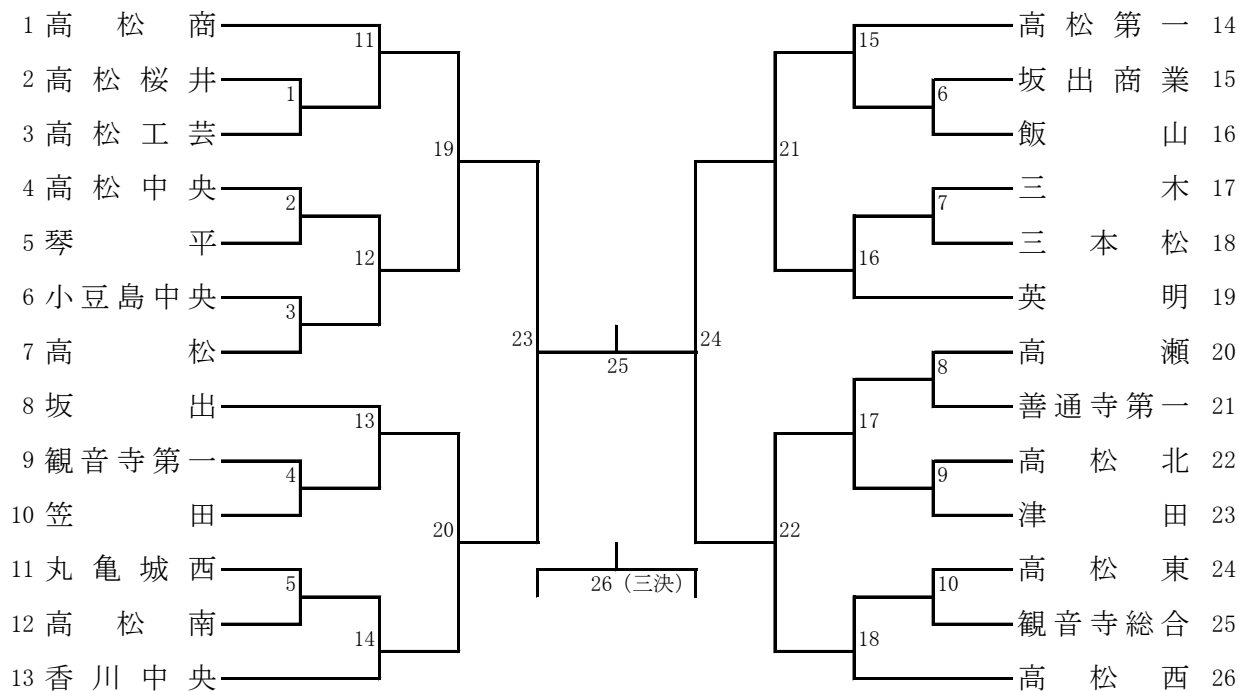 1 高松商
2 高松桜井
3 高松工芸
4 高松中央
5 琴平
6 小豆島中央
7 高松
8 坂出
9 観音寺第一
10 笠田
11 丸亀城西
12 高松南
13 香川中央
11
1
19
2
12
3
23
13
4
20
5
14
25
26（三決）
24
15
6
21
7
16
8
17
9
22
10
18
高松第一 14
坂出商業 15
飯山 16
三木 17
三本松 18
英明 19
高瀬 20
善通寺第一 21
高松北 22
津田 23
高松東 24
観音寺総合 25
高松西 26